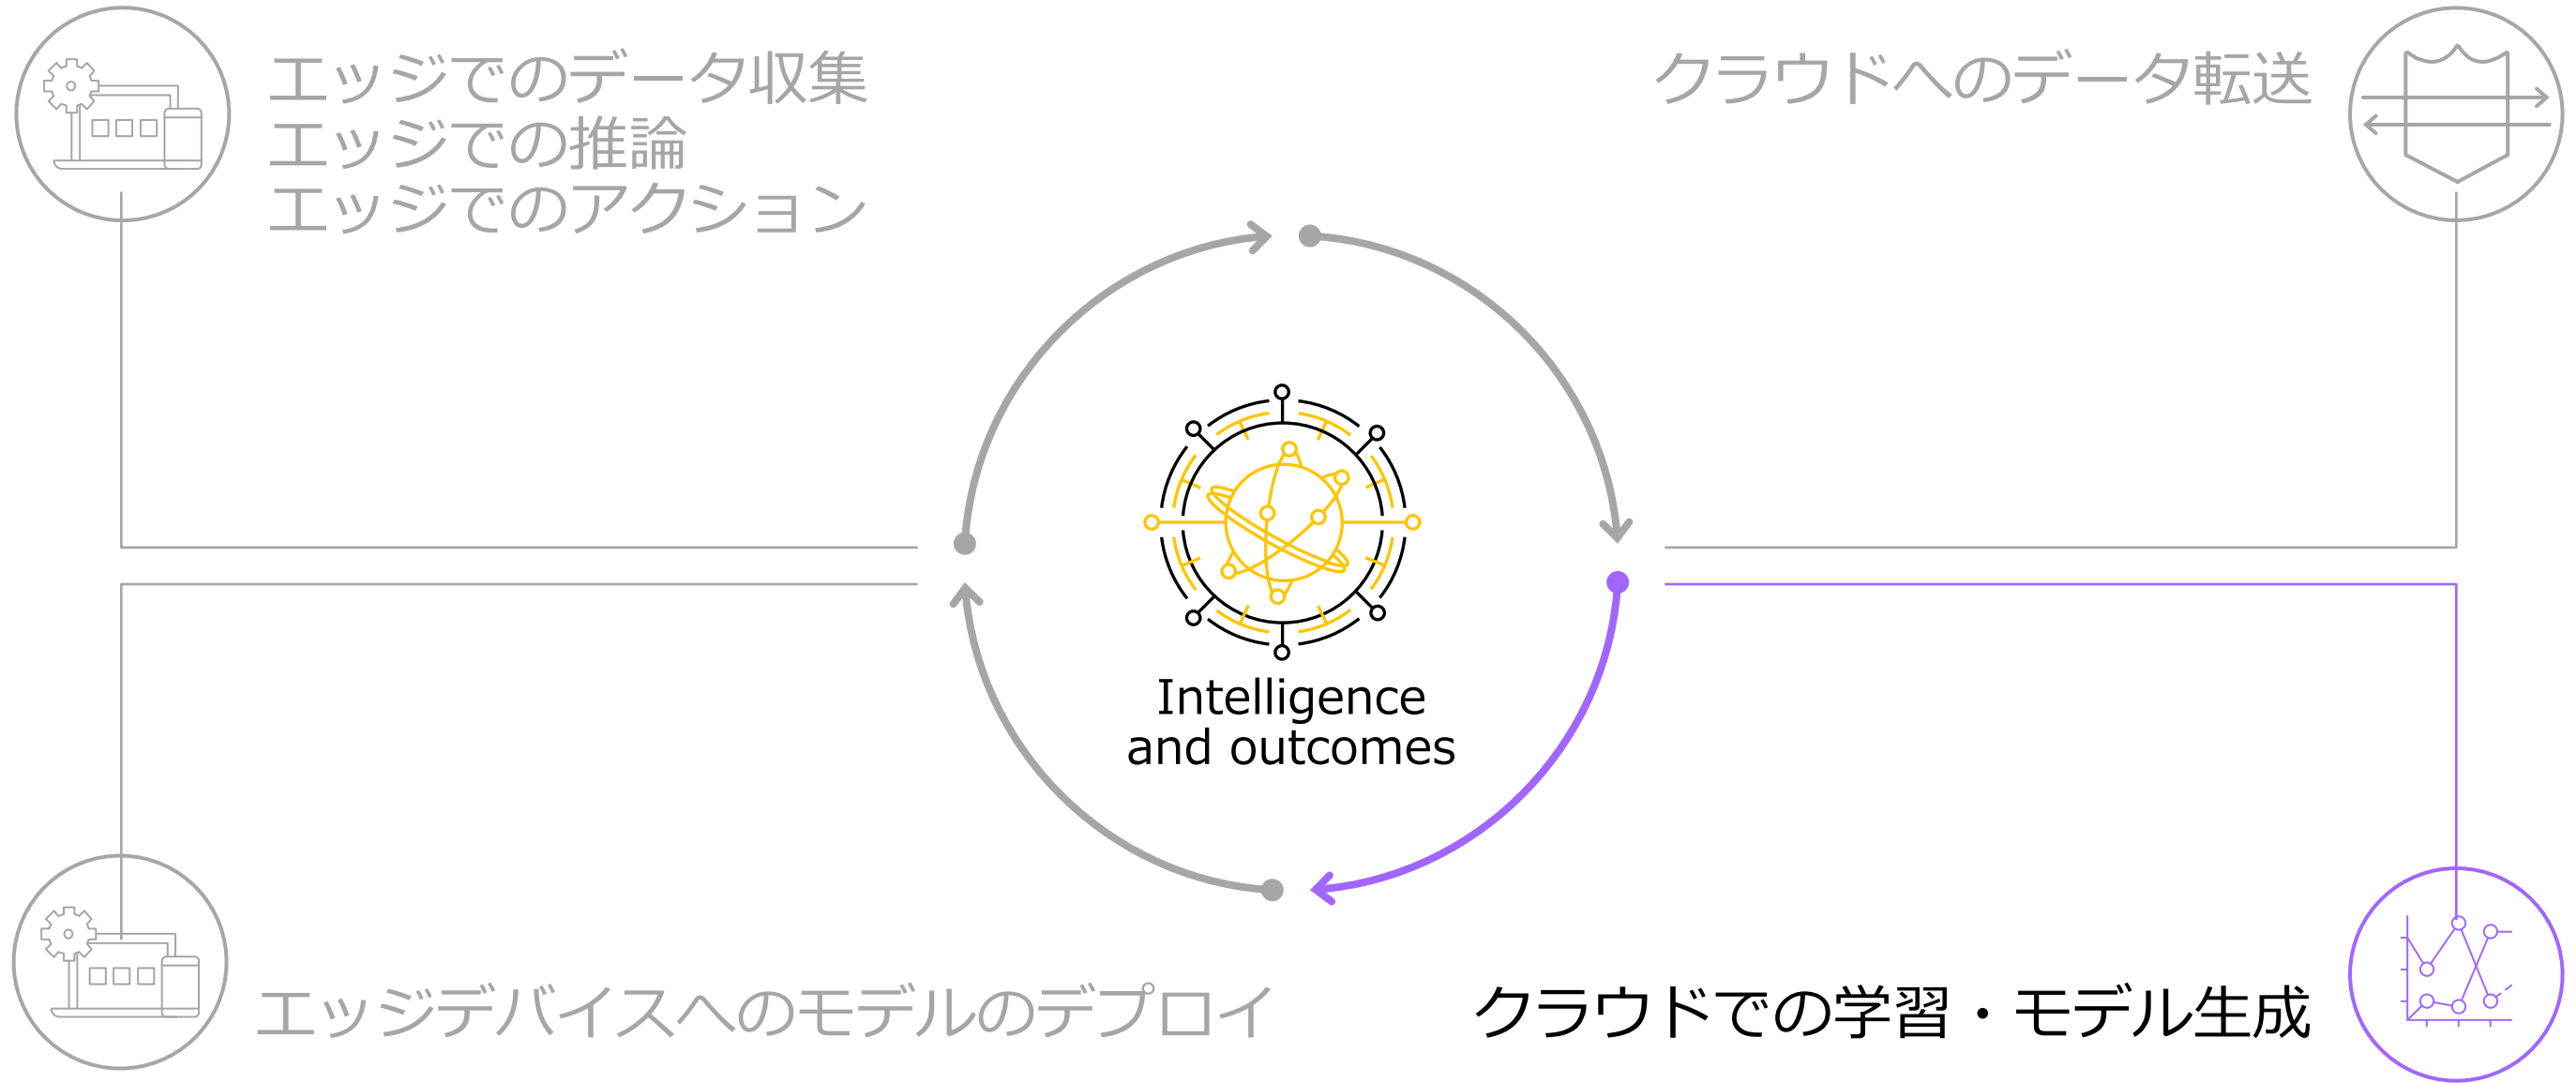 エッジでのデータ収集
エッジでの推論
エッジでのアクション
クラウドへのデータ転送
Intelligence
and outcomes
エッジデバイスへのモデルのデプロイ
クラウドでの学習・モデル生成